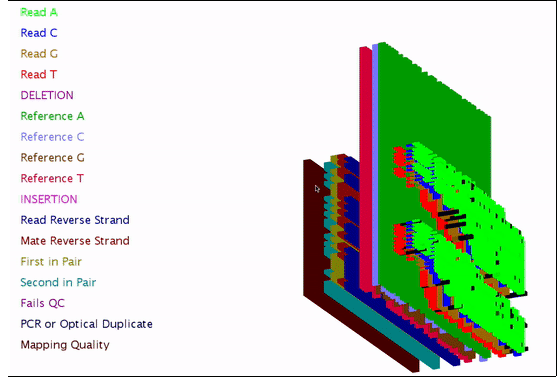 Read A
Read C
Read G
Read T
DELETION
Reference A
Reference C
Reference G
Reference T
INSERTION
Read Reverse Strand
Mate Reverse Strand
First in Pair
Second in Pair
Fails QC
PCR or Optical Duplicate
Mapping Quality